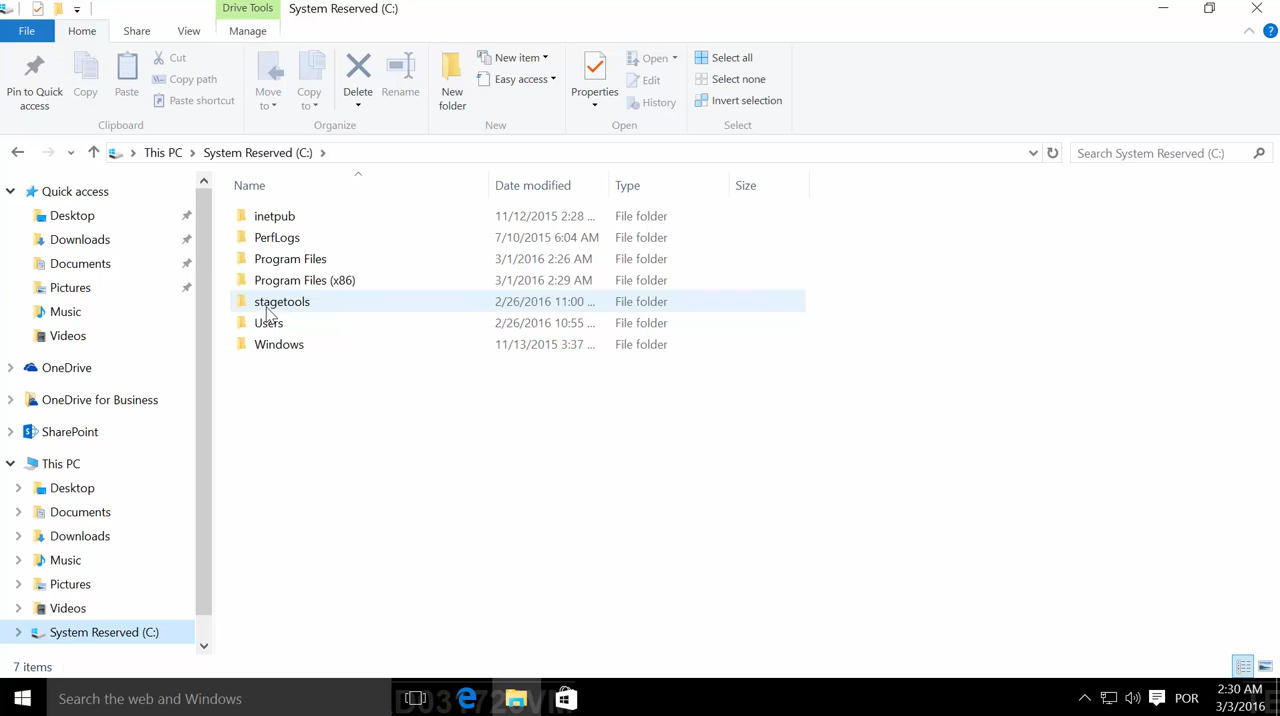 Drive Tools
System Reserved (C:)
File
Home
Share
View
Manage
Pin to Quick access
Copy
Paste
Cut
Copy path
Paste shortcut
Clipboard
Move to
Copy to
Delete
Rename
Organize
New folder
New item
Easy access
New
Properties
Open
Edit
History
Open
Select all
Select none
Invert selection
Select
This PC
System Reserved (C:)
Search System Reserved (C:)
Quick access
Desktop
Downloads
Documents
Pictures
Music
Videos
OneDrive
OneDrive for Business
SharePoint
This PC
Desktop
Documents
Downloads
Music
Pictures
Videos
System Reserved (C:)
Name Date modified Type Size
inetpub 11/12/2015 2:28 ... File folder
PerfLogs 7/10/2015 6:04 AM File folder
Program Files 3/1/2016 2:26 AM File folder
Program Files (x86) 3/1/2016 2:29 AM File folder
stagetools 2/26/2016 11:00 ... File folder
Users 2/26/2016 10:55 ... File folder
Windows 11/13/2015 3:37 ... File folder
7 items
Search the web and Windows
POR
2:30 AM
3/3/2016